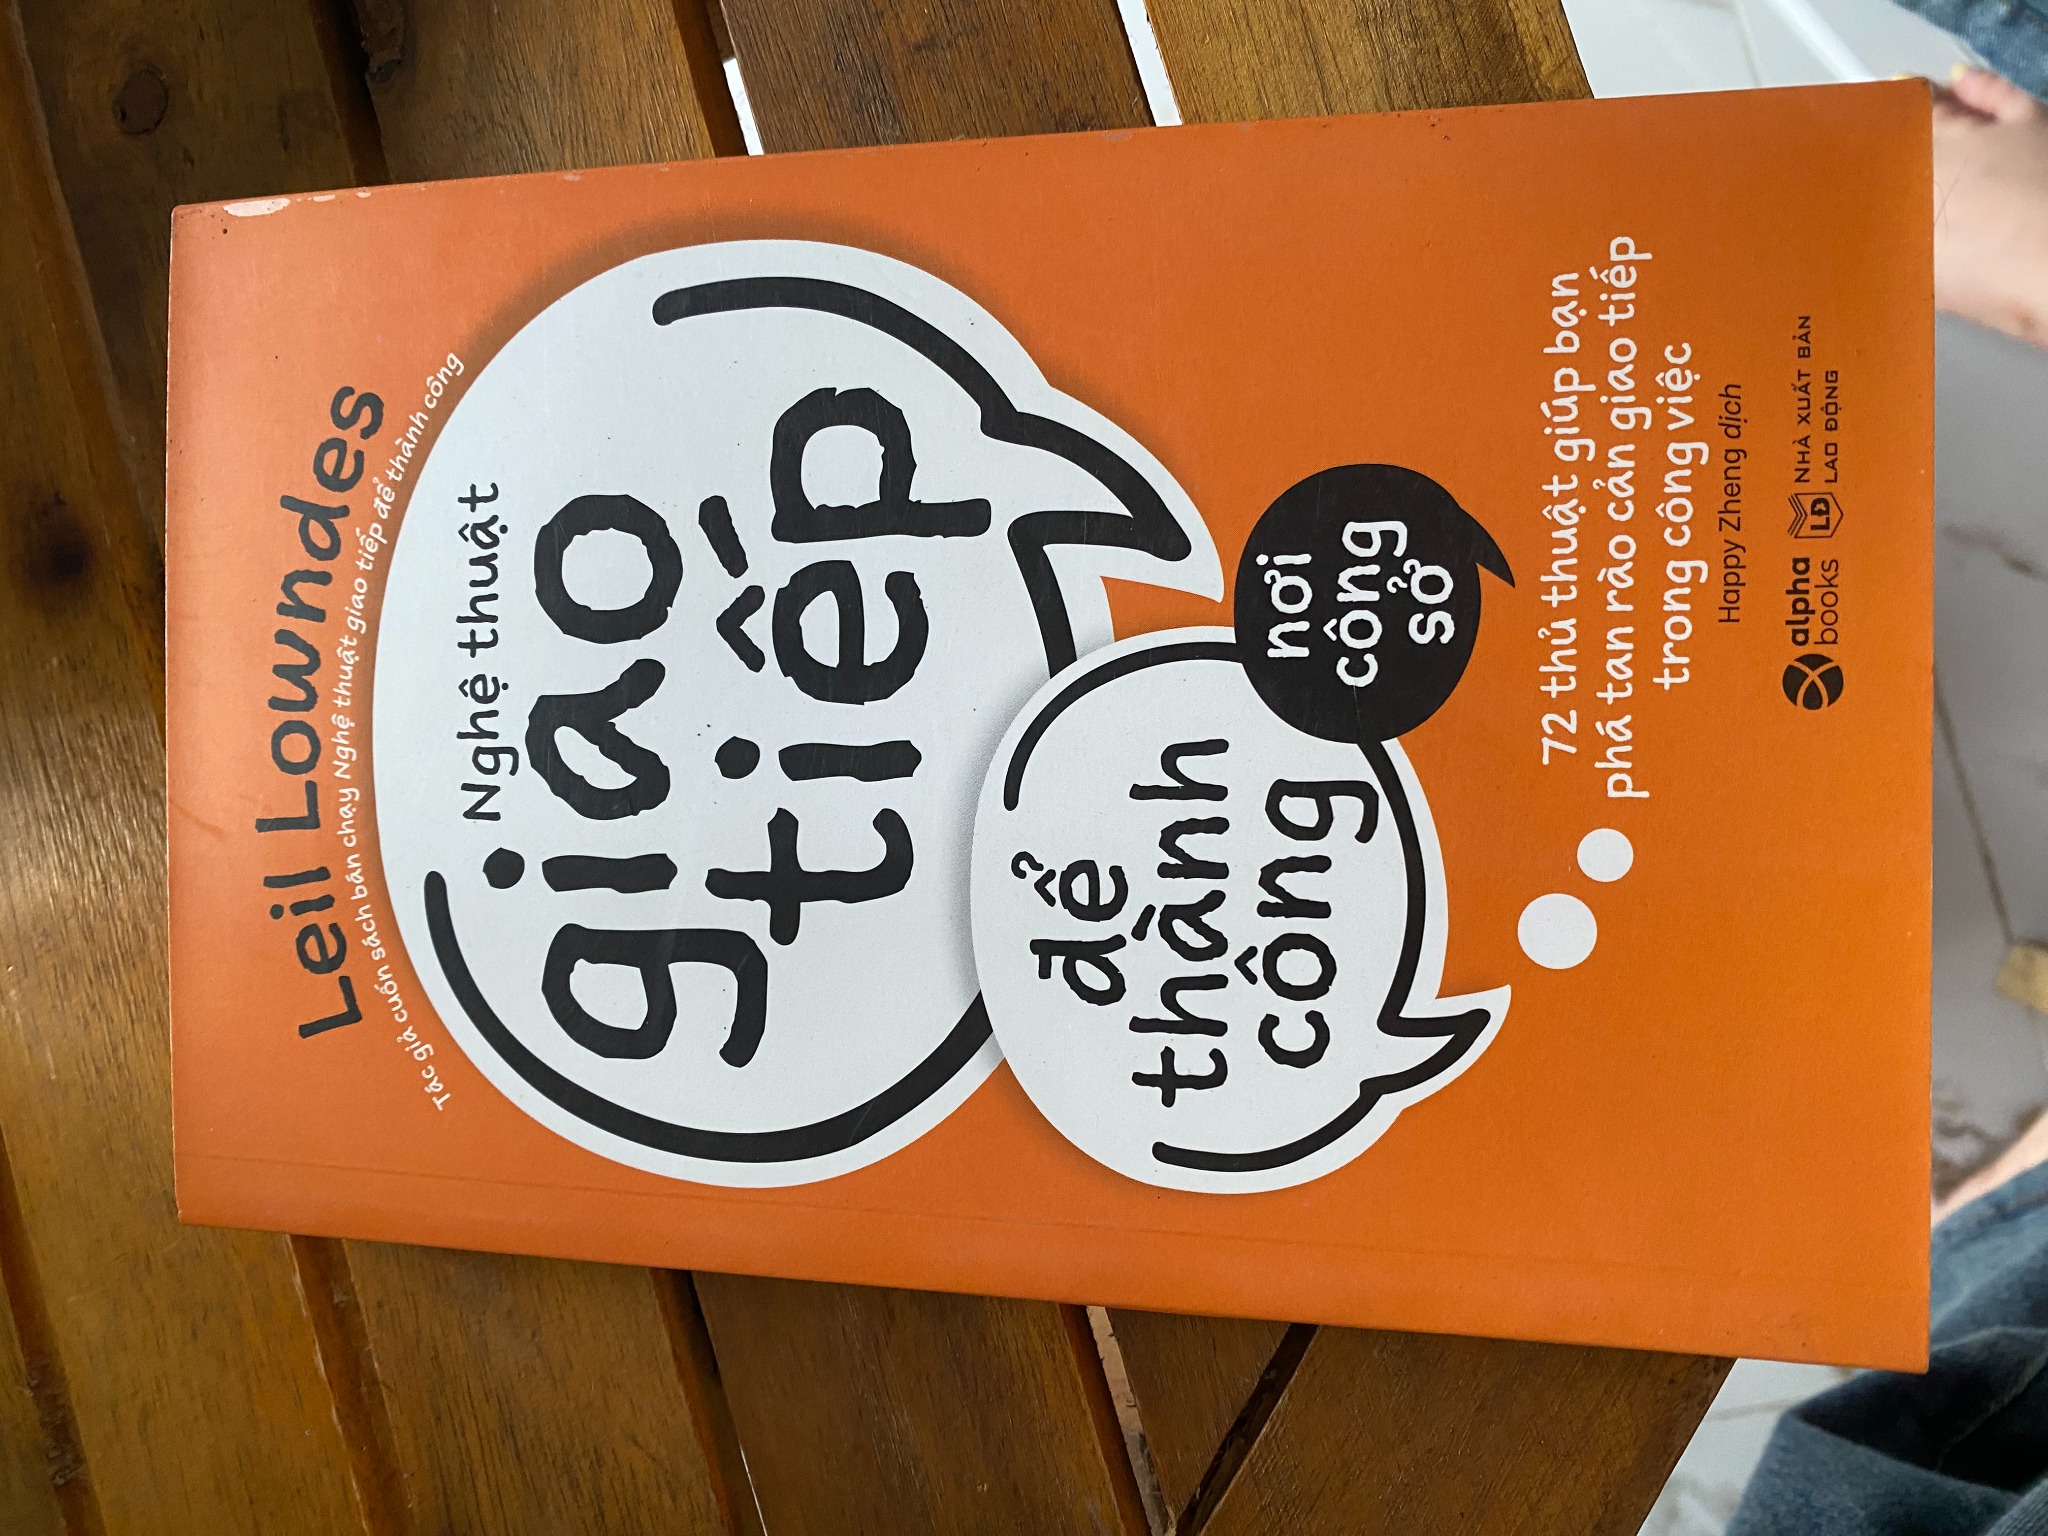 Leil Lowndes
Tác giả cuốn sách bán chạy Nghệ thuật giao tiếp để thành công
Nghệ thuật
giao
tiếp
để
thành
công
nơi
công
sở
72 thủ thuật giúp bạn
phá tan rào cản giao tiếp
trong công việc
Happy Zheng dịch
alpha
books
LĐ
NHÀ XUẤT BẢN
LAO ĐỘNG